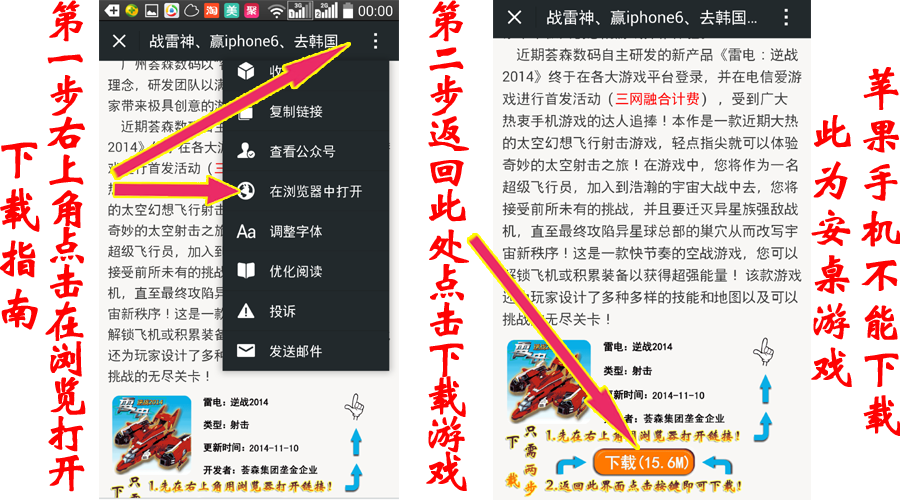 下载指南
第一步右上角点击在浏览打开
淘 美 聚 3G 2G 00:00
战雷神、赢iphone6、去韩国
广州荟森数码以
收
理念，研发团队以满
家带来极具创意的游
复制链接
近期荟森数码自主
2014》终于在各大
查看公众号
戏进行首发活动（三
在浏览器中打开
的太空幻想飞行射击
奇妙的太空射击之旅
调整字体
超级飞行员，加入到
接受前所未有的挑战
优化阅读
机，直至最终攻陷异
宙新秩序！这是一款
投诉
解锁飞机或积累装备
还为玩家设计了多种
发送邮件
挑战的无尽关卡！
雷电：逆战2014
类型：射击
更新时间：2014-11-10
开发者：荟森集团垄金企业
只需
下
1.先在右上角用浏览器打开链接!
第二步返回此处点击下载游戏
战雷神、赢iphone6、去韩国...
近期荟森数码自主研发的新产品《雷电：逆战
2014》终于在各大游戏平台登录，并在电信爱游
戏进行首发活动（三网融合计费），受到广大
热衷手机游戏的达人追捧！本作是一款近期大热
的太空幻想飞行射击游戏，轻点指尖就可以体验
奇妙的太空射击之旅！在游戏中，您将作为一名
超级飞行员，加入到浩瀚的宇宙大战中去，您将
接受前所未有的挑战，并且要迁灭异星族强敌战
机，直至最终攻陷异星球总部的巢穴从而改写宇
宙新秩序！这是一款快节奏的空战游戏，您可以
解锁飞机或积累装备以获得超强能量！该款游戏
还为玩家设计了多种多样的技能和地图以及可以
挑战的无尽关卡！
雷电：逆战2014
类型：射击
更新时间：2014-11-10
开发者：荟森集团垄金企业
只需两步
下载
1.先在右上角用浏览器打开链接!
下载(15.6M)
2.返回此界面点击按键即可下载!
苹果手机不能下载
此为安桌游戏